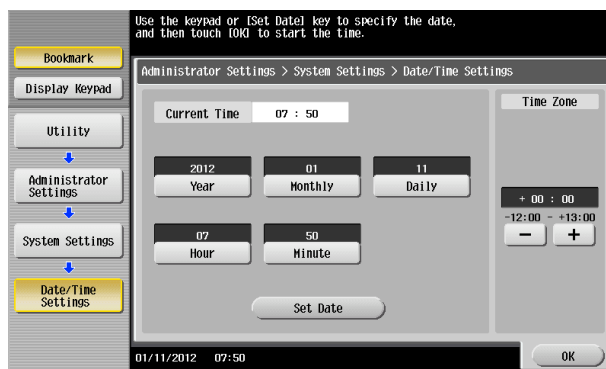 Use the keypad or [Set Date] key to specify the date,
and then touch [OK] to start the time.
Bookmark
Display Keypad
Utility
Administrator
Settings
System Settings
Date/Time
Settings
Administrator Settings > System Settings > Date/Time Settings
Current Time 07 : 50
2012 01 11
Year Monthly Daily
07 50
Hour Minute
Set Date
Time Zone
+ 00 : 00
-12:00 - +13:00
− +
01/11/2012 07:50
OK